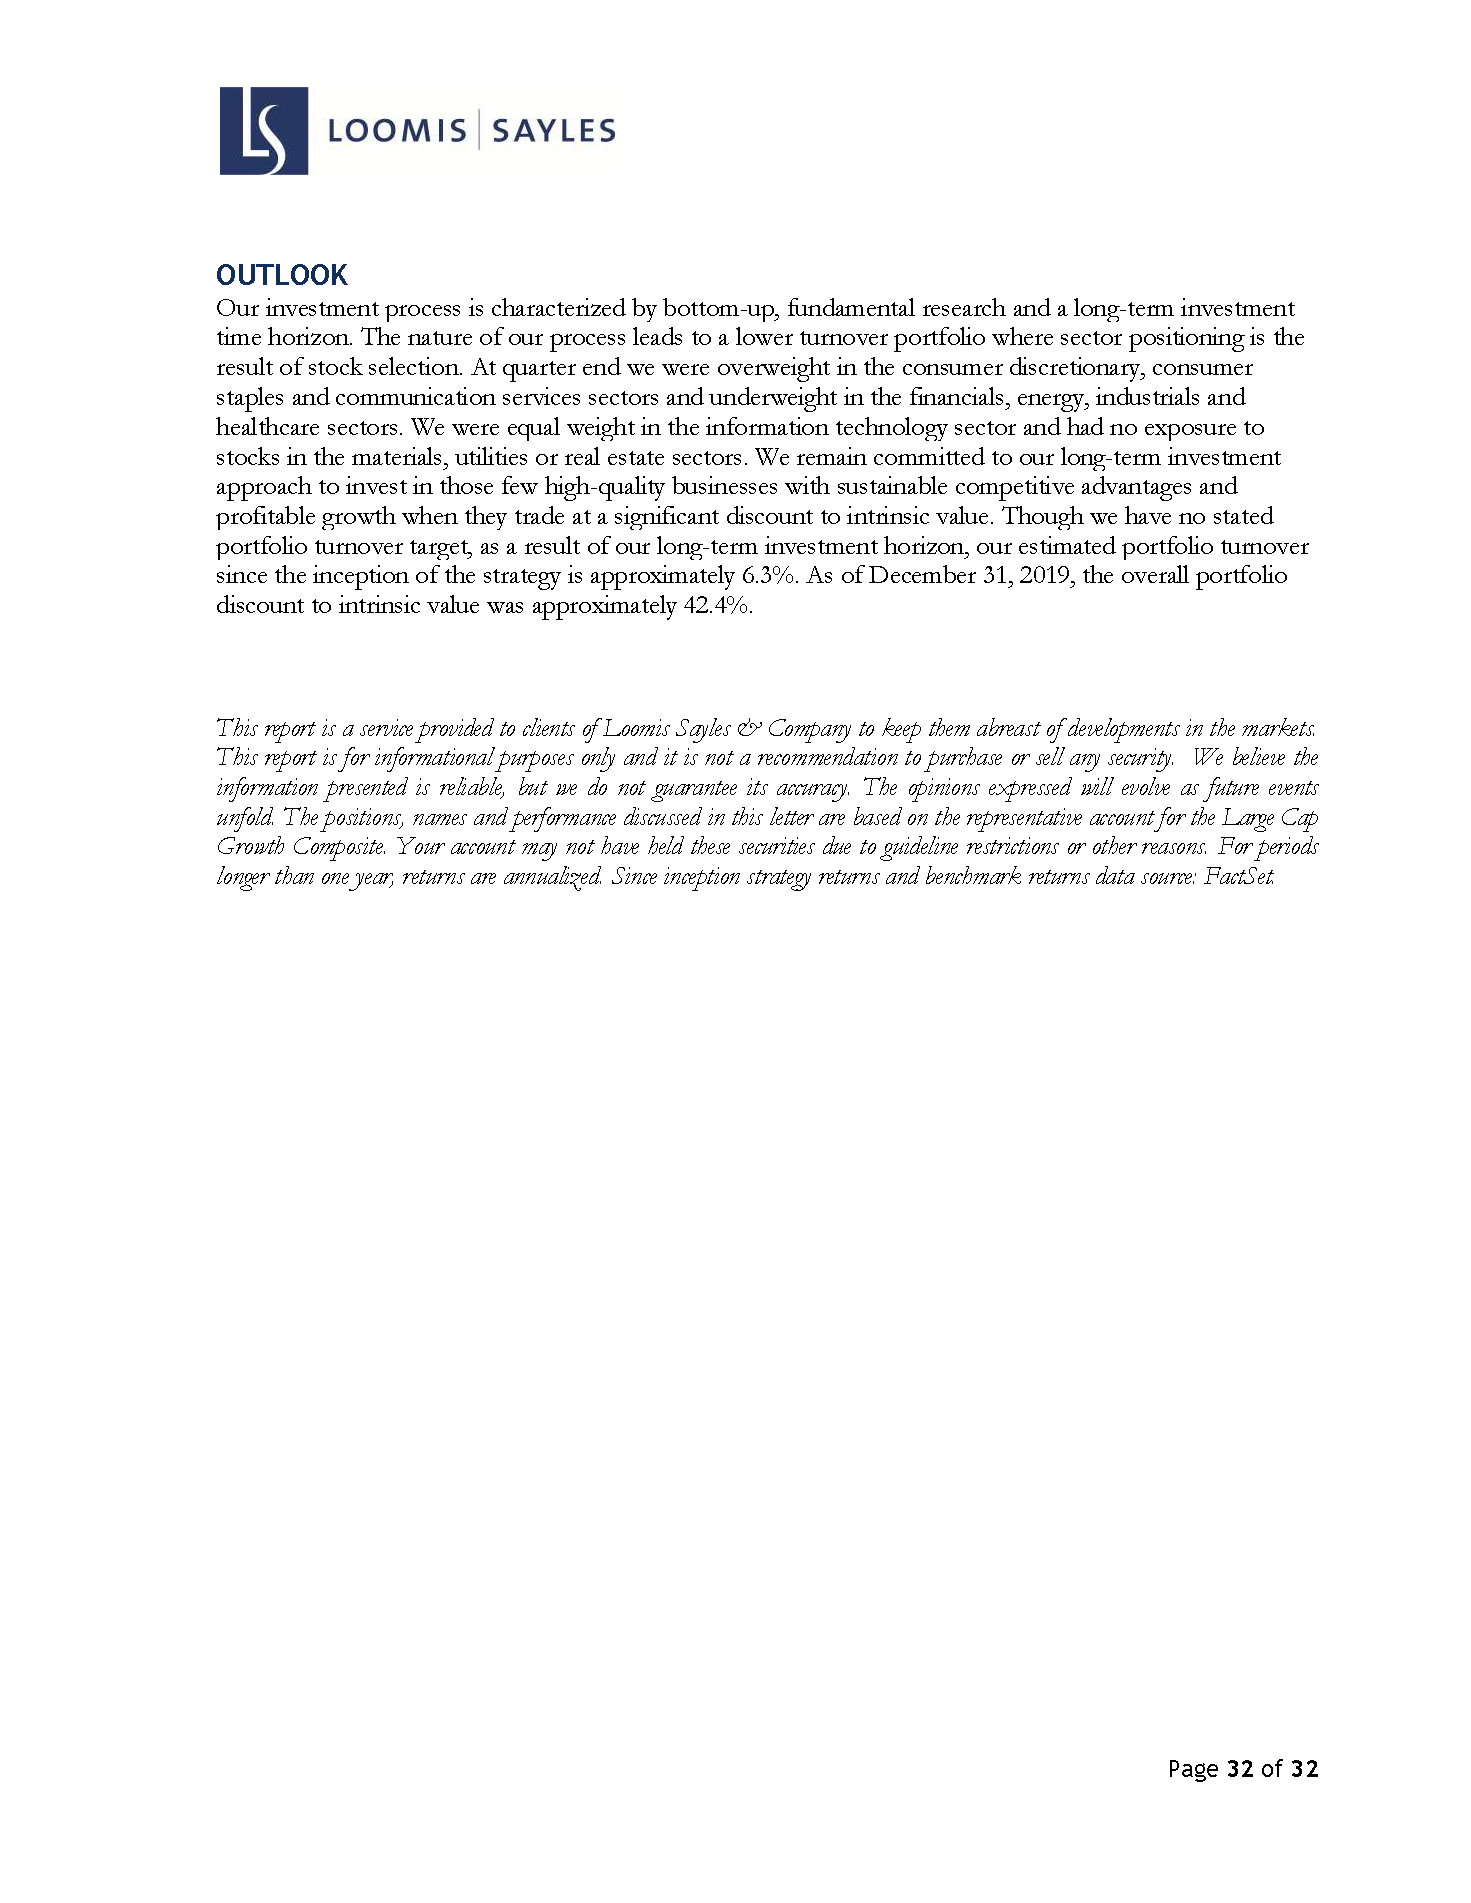 LS LOOMIS | SAYLES
OUTLOOK
Our investment process is characterized by bottom-up, fundamental research and a long-term investment
time horizon. The nature of our process leads to a lower turnover portfolio where sector positioning is the
result of stock selection. At quarter end we were overweight in the consumer discretionary, consumer
staples and communication services sectors and underweight in the financials, energy, industrials and
healthcare sectors. We were equal weight in the information technology sector and had no exposure to
stocks in the materials, utilities or real estate sectors. We remain committed to our long-term investment
approach to invest in those few high-quality businesses with sustainable competitive advantages and
profitable growth when they trade at a significant discount to intrinsic value. Though we have no stated
portfolio turnover target, as a result of our long-term investment horizon, our estimated portfolio turnover
since the inception of the strategy is approximately 6.3%. As of December 31, 2019, the overall portfolio
discount to intrinsic value was approximately 42.4%.
This report is a service provided to clients of Loomis Sayles & Company to keep them abreast of developments in the markets.
This report is for informational purposes only and it is not a recommendation to purchase or sell any security. We believe the
information presented is reliable, but we do not guarantee its accuracy. The opinions expressed will evolve as future events
unfold. The positions, names and performance discussed in this letter are based on the representative account for the Large Cap
Growth Composite. Your account may not have held these securities due to guideline restrictions or other reasons. For periods
longer than one year, returns are annualized. Since inception strategy returns and benchmark returns data source: FactSet.
Page 32 of 32